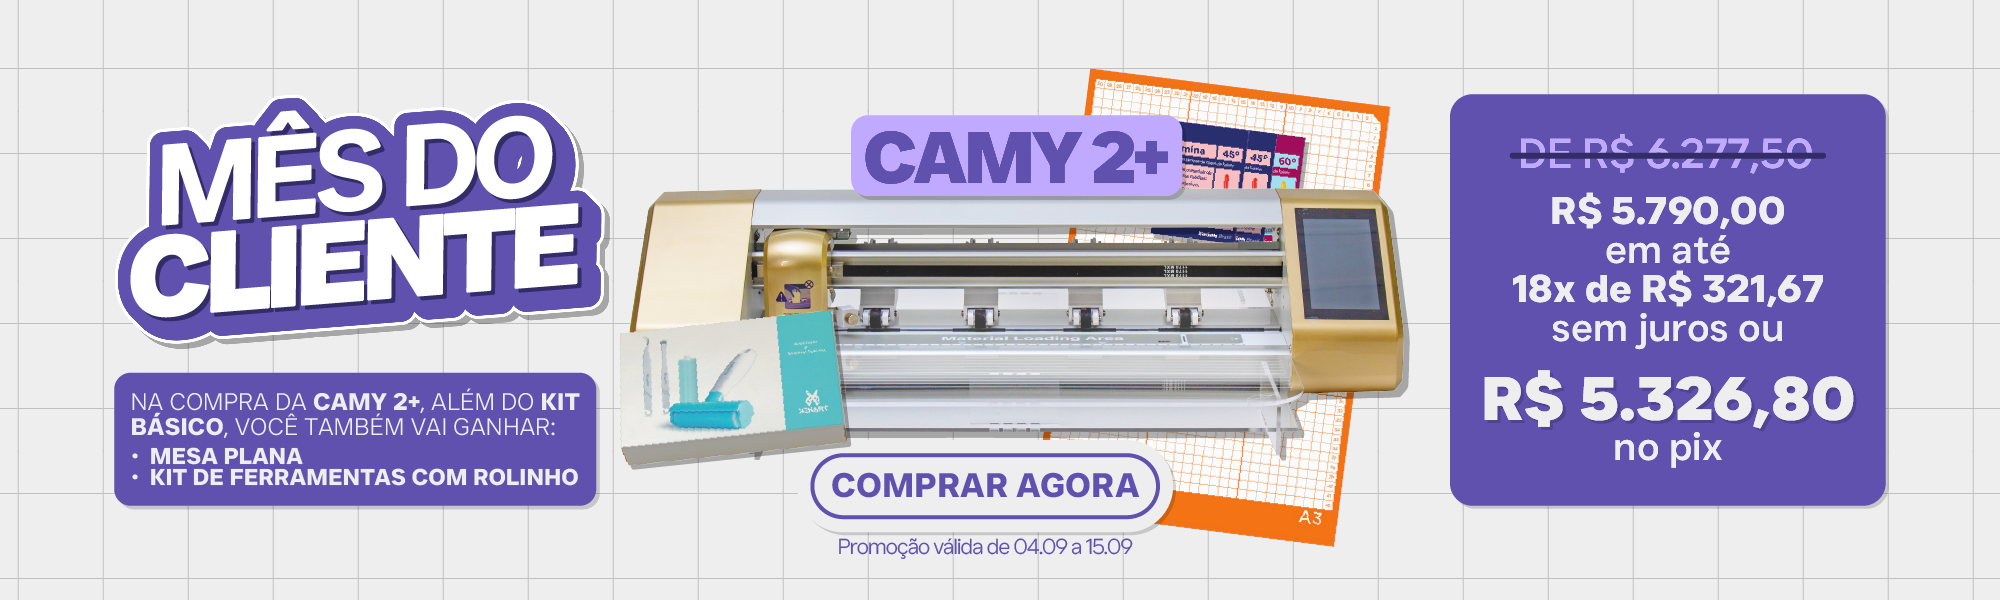 MÊS DO
CLIENTE
NA COMPRA DA CAMY 2+, ALÉM DO KIT
BÁSICO, VOCÊ TAMBÉM VAI GANHAR:
• MESA PLANA
• KIT DE FERRAMENTAS COM ROLINHO
CAMY 2+
45° 45° 60°
Material Loading Area
A3
COMPRAR AGORA
Promoção válida de 04.09 a 15.09
DE R$ 6.277,50
R$ 5.790,00
em até
18x de R$ 321,67
sem juros ou
R$ 5.326,80
no pix